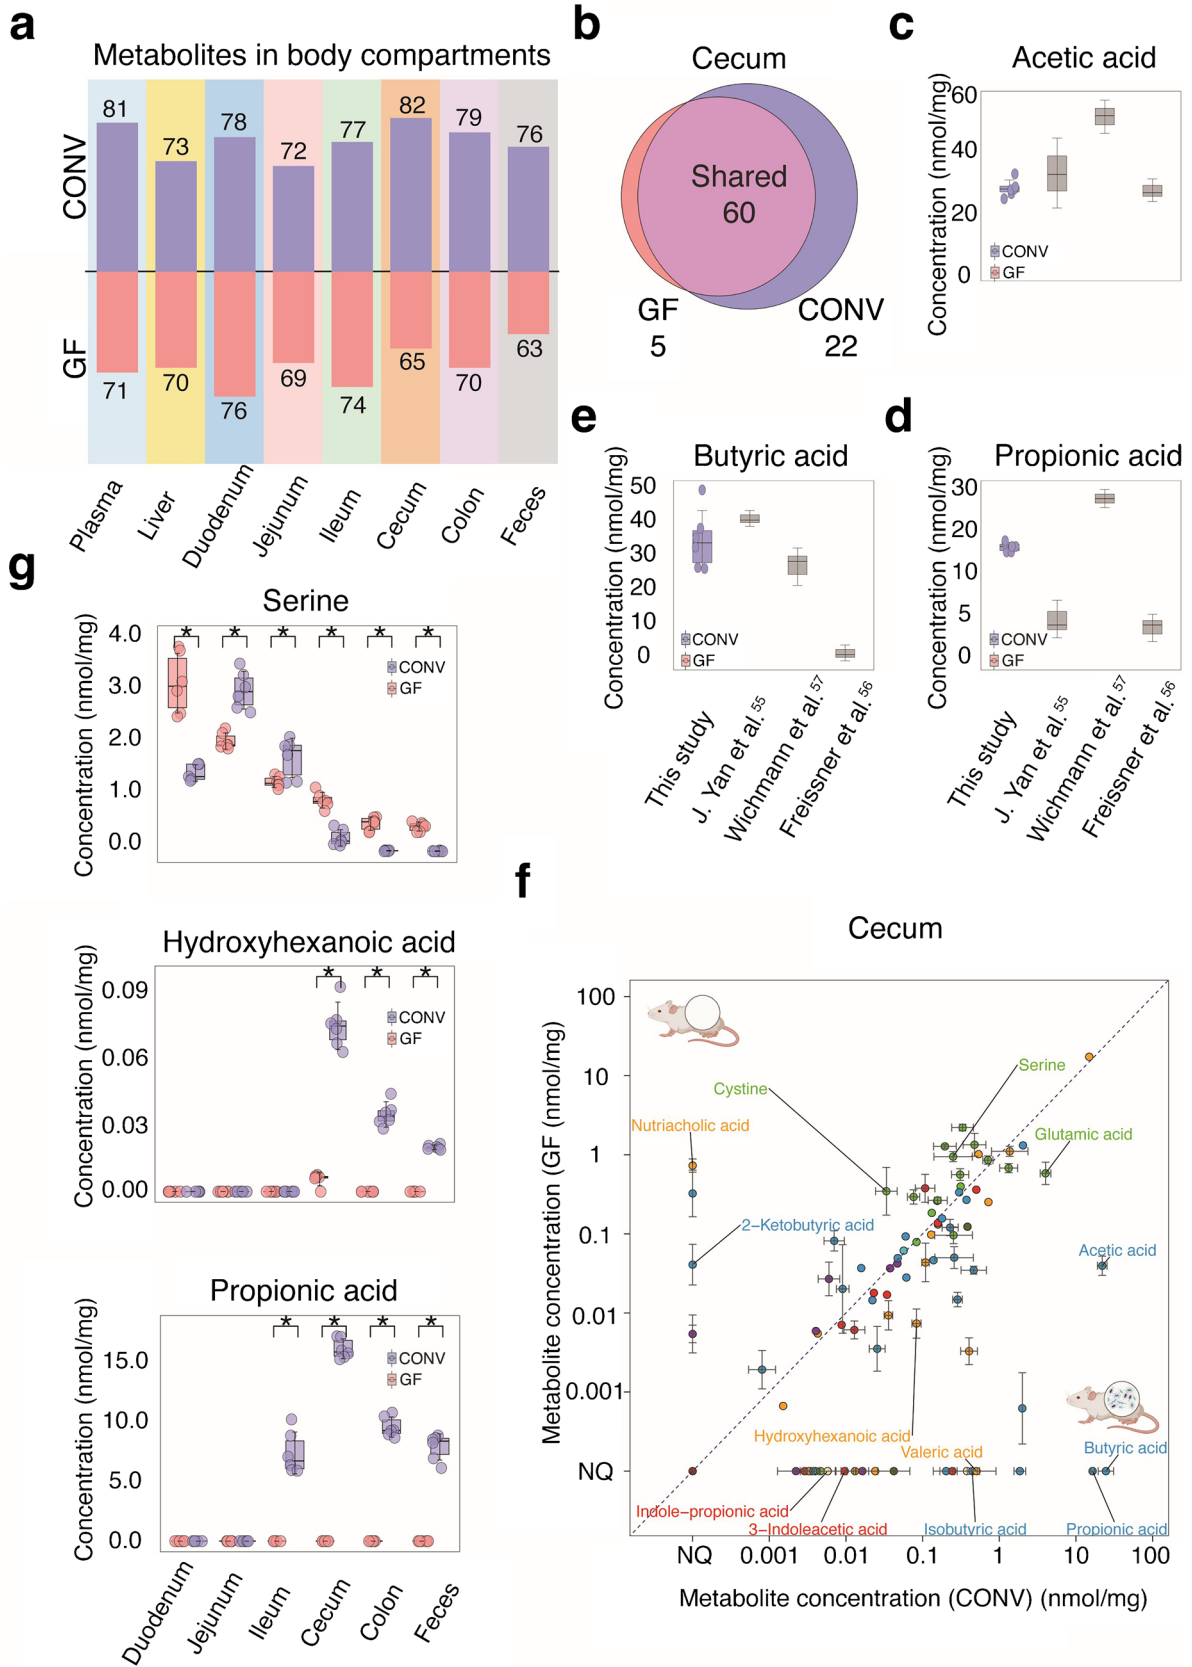 a
Metabolites in body compartments
CONV
GF
81
73
78
72
77
82
79
76
71
70
76
69
74
65
70
63
Plasma
Liver
Duodenum
Jejunum
Ileum
Cecum
Colon
Feces
b
Cecum
Shared
60
GF
5
CONV
22
c
Acetic acid
Concentration (nmol/mg)
60
40
20
0
CONV
GF
e
Butyric acid
Concentration (nmol/mg)
50
40
30
20
10
0
CONV
GF
This study
J. Yan et al.55
Wichmann et al.57
Freissner et al.56
d
Propionic acid
Concentration (nmol/mg)
30
20
10
5
0
CONV
GF
This study
J. Yan et al.55
Wichmann et al.57
Freissner et al.56
g
Serine
Concentration (nmol/mg)
4.0
3.0
2.0
1.0
0.0
* * * * * *
CONV
GF
Hydroxyhexanoic acid
Concentration (nmol/mg)
0.09
0.06
0.03
0.00
* * *
CONV
GF
Propionic acid
Concentration (nmol/mg)
15.0
10.0
5.0
0.0
* * * *
CONV
GF
Duodenum
Jejunum
Ileum
Cecum
Colon
Feces
f
Cecum
Metabolite concentration (GF) (nmol/mg)
100
10
1
0.1
0.01
0.001
NQ
Serine
Cystine
Nutriacholic acid
Glutamic acid
2-Ketobutyric acid
Acetic acid
Hydroxyhexanoic acid
Valeric acid
Butyric acid
Indole-propionic acid
3-Indoleacetic acid
Isobutyric acid
Propionic acid
NQ
0.001
0.01
0.1
1
10
100
Metabolite concentration (CONV) (nmol/mg)